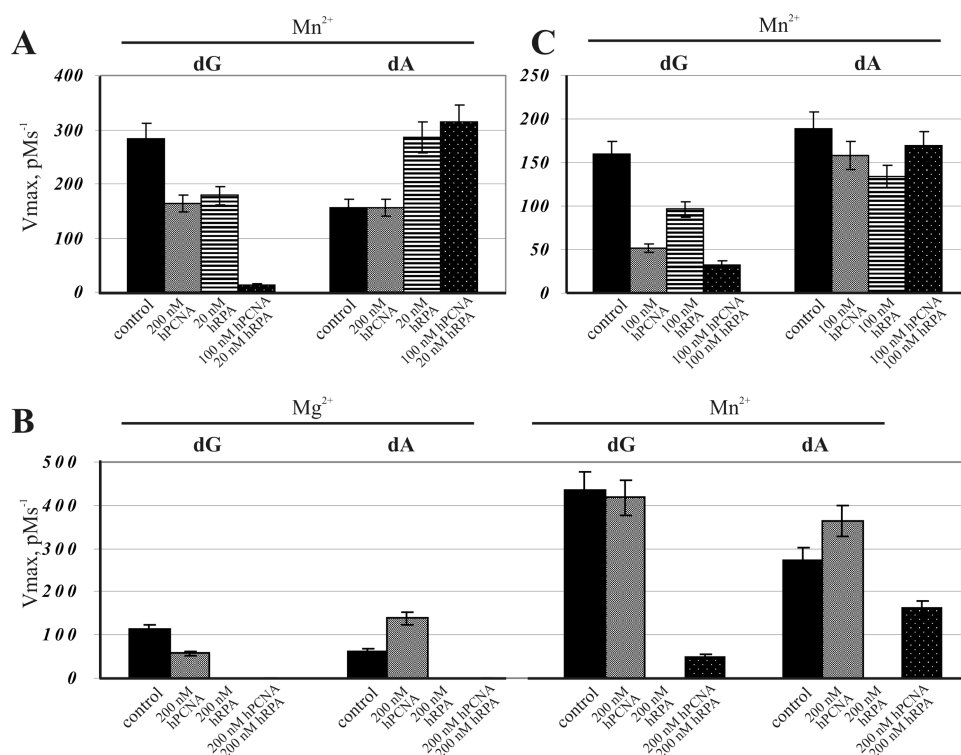 A
Mn²⁺
dG dA
Vmax, pMs⁻¹
400
300
200
100
0
control
200 nM
hPCNA
20 nM
hRPA
100 nM hPCNA
20 nM hRPA
control
200 nM
hPCNA
20 nM
hRPA
100 nM hPCNA
20 nM hRPA
C
Mn²⁺
dG dA
250
200
150
100
50
0
control
100 nM
hPCNA
100 nM
hRPA
100 nM hPCNA
100 nM hRPA
control
100 nM
hPCNA
100 nM
hRPA
100 nM hPCNA
100 nM hRPA
B
Mg²⁺ Mn²⁺
dG dA dG dA
Vmax, pMs⁻¹
500
400
300
200
100
0
control
200 nM
hPCNA
200 nM
hRPA
200 nM hPCNA
200 nM hRPA
control
200 nM
hPCNA
200 nM
hRPA
200 nM hPCNA
200 nM hRPA
control
200 nM
hPCNA
200 nM
hRPA
200 nM hPCNA
200 nM hRPA
control
200 nM
hPCNA
200 nM
hRPA
200 nM hPCNA
200 nM hRPA